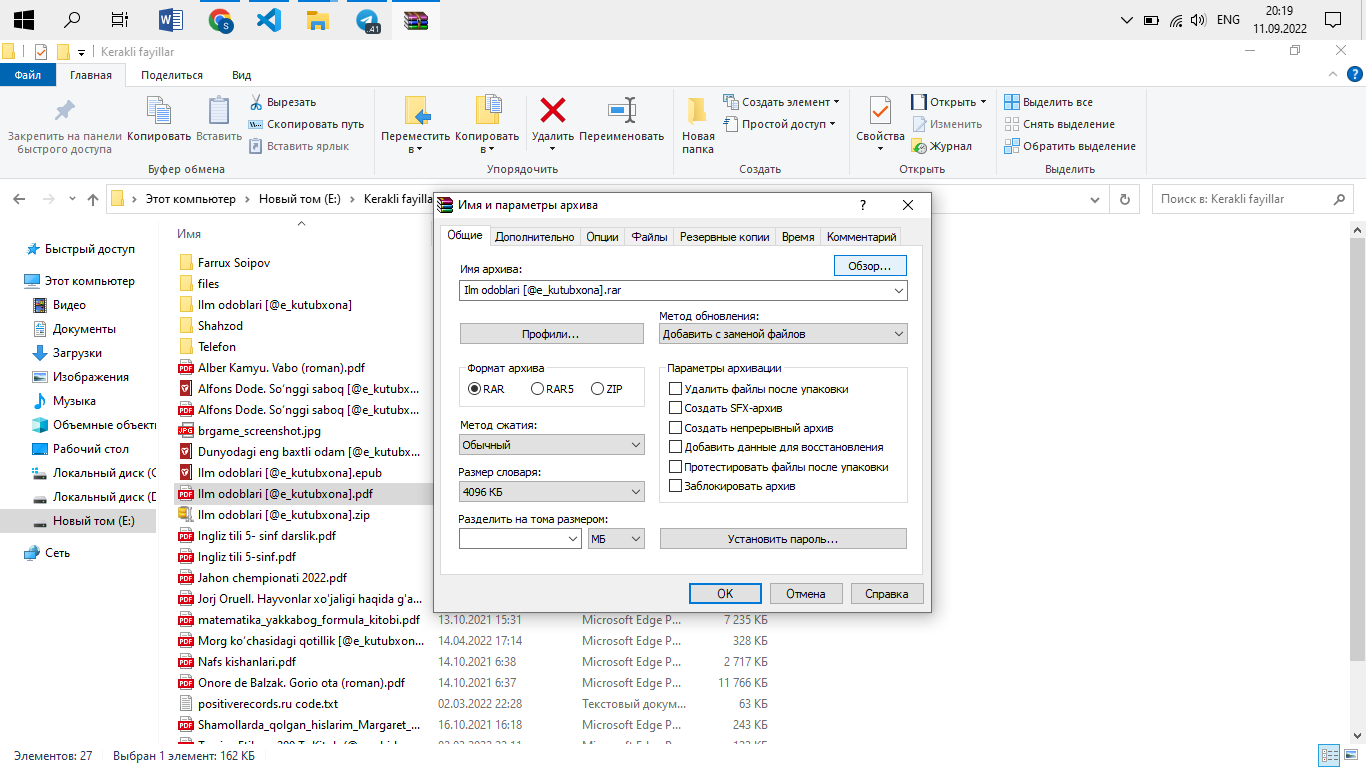 41
ENG
20:19
11.09.2022
Kerakli fayillar
Файл
Главная
Поделиться
Вид
Закрепить на панели
быстрого доступа
Копировать
Вставить
Вырезать
Скопировать путь
Вставить ярлык
Буфер обмена
Переместить
в
Копировать
в
Удалить
Переименовать
Упорядочить
Новая
папка
Создать элемент
Простой доступ
Создать
Свойства
Открыть
Изменить
Журнал
Открыть
Выделить все
Снять выделение
Обратить выделение
Выделить
Этот компьютер > Новый том (E:) > Kerakli fayilla
Поиск в: Kerakli fayillar
Быстрый доступ
Этот компьютер
Видео
Документы
Загрузки
Изображения
Музыка
Объемные объекты
Рабочий стол
Локальный диск (C
Локальный диск (D
Новый том (E:)
Сеть
Имя
Farrux Soipov
files
Ilm odoblari [@e_kutubxona]
Shahzod
Telefon
Alber Kamyu. Vabo (roman).pdf
Alfons Dode. Soʻnggi saboq [@e_kutubx...
Alfons Dode. Soʻnggi saboq [@e_kutubx...
brgame_screenshot.jpg
Dunyodagi eng baxtli odam [@e_kutubx...
Ilm odoblari [@e_kutubxona].epub
Ilm odoblari [@e_kutubxona].pdf
Ilm odoblari [@e_kutubxona].zip
Ingliz tili 5- sinf darslik.pdf
Ingliz tili 5-sinf.pdf
Jahon chempionati 2022.pdf
Jorj Oruell. Hayvonlar xo'jaligi haqida g'a...
matematika_yakkabog_formula_kitobi.pdf 13.10.2021 15:31 Microsoft Edge P... 7 235 КБ
Morg koʻchasidagi qotillik [@e_kutubxon... 14.04.2022 17:14 Microsoft Edge P... 328 КБ
Nafs kishanlari.pdf 14.10.2021 6:38 Microsoft Edge P... 2 717 КБ
Onore de Balzak. Gorio ota (roman).pdf 14.10.2021 6:37 Microsoft Edge P... 11 766 КБ
positiverecords.ru code.txt 02.03.2022 22:28 Текстовый докум... 63 КБ
Shamollarda_qolgan_hislarim_Margaret_... 16.10.2021 16:18 Microsoft Edge P... 243 КБ
Имя и параметры архива
Общие
Дополнительно
Опции
Файлы
Резервные копии
Время
Комментарий
Имя архива:
Обзор...
Ilm odoblari [@e_kutubxona].rar
Профили...
Метод обновления:
Добавить с заменой файлов
Формат архива
RAR
RAR5
ZIP
Метод сжатия:
Обычный
Размер словаря:
4096 КБ
Разделить на тома размером:
МБ
Параметры архивации
Удалить файлы после упаковки
Создать SFX-архив
Создать непрерывный архив
Добавить данные для восстановления
Протестировать файлы после упаковки
Заблокировать архив
Установить пароль...
OK
Отмена
Справка
Элементов: 27
Выбран 1 элемент: 162 КБ